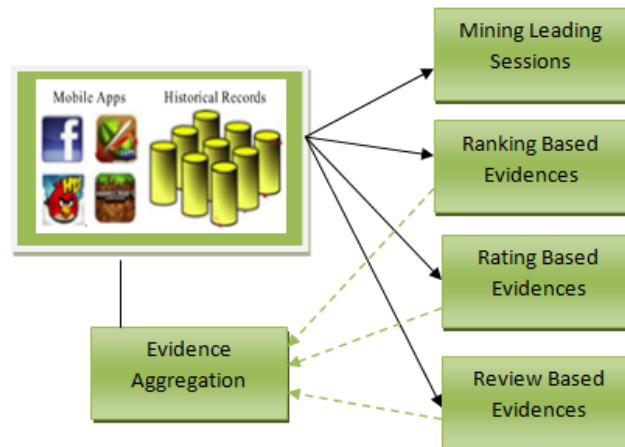 Mobile Apps
Historical Records
Mining Leading
Sessions
Ranking Based
Evidences
Rating Based
Evidences
Evidence
Aggregation
Review Based
Evidences